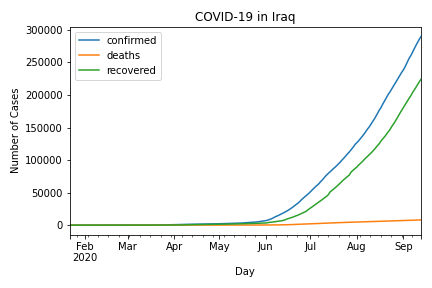 COVID-19 in Iraq
confirmed
deaths
recovered
Number of Cases
300000
250000
200000
150000
100000
50000
0
Feb Mar Apr May Jun Jul Aug Sep
2020
Day